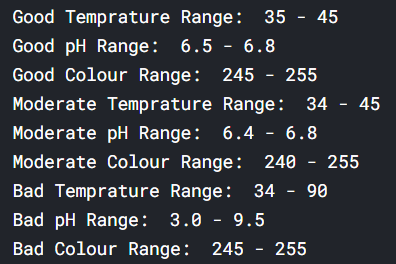 Good Temprature Range:  35 - 45
Good pH Range:  6.5 - 6.8
Good Colour Range:  245 - 255
Moderate Temprature Range:  34 - 45
Moderate pH Range:  6.4 - 6.8
Moderate Colour Range:  240 - 255
Bad Temprature Range:  34 - 90
Bad pH Range:  3.0 - 9.5
Bad Colour Range:  245 - 255